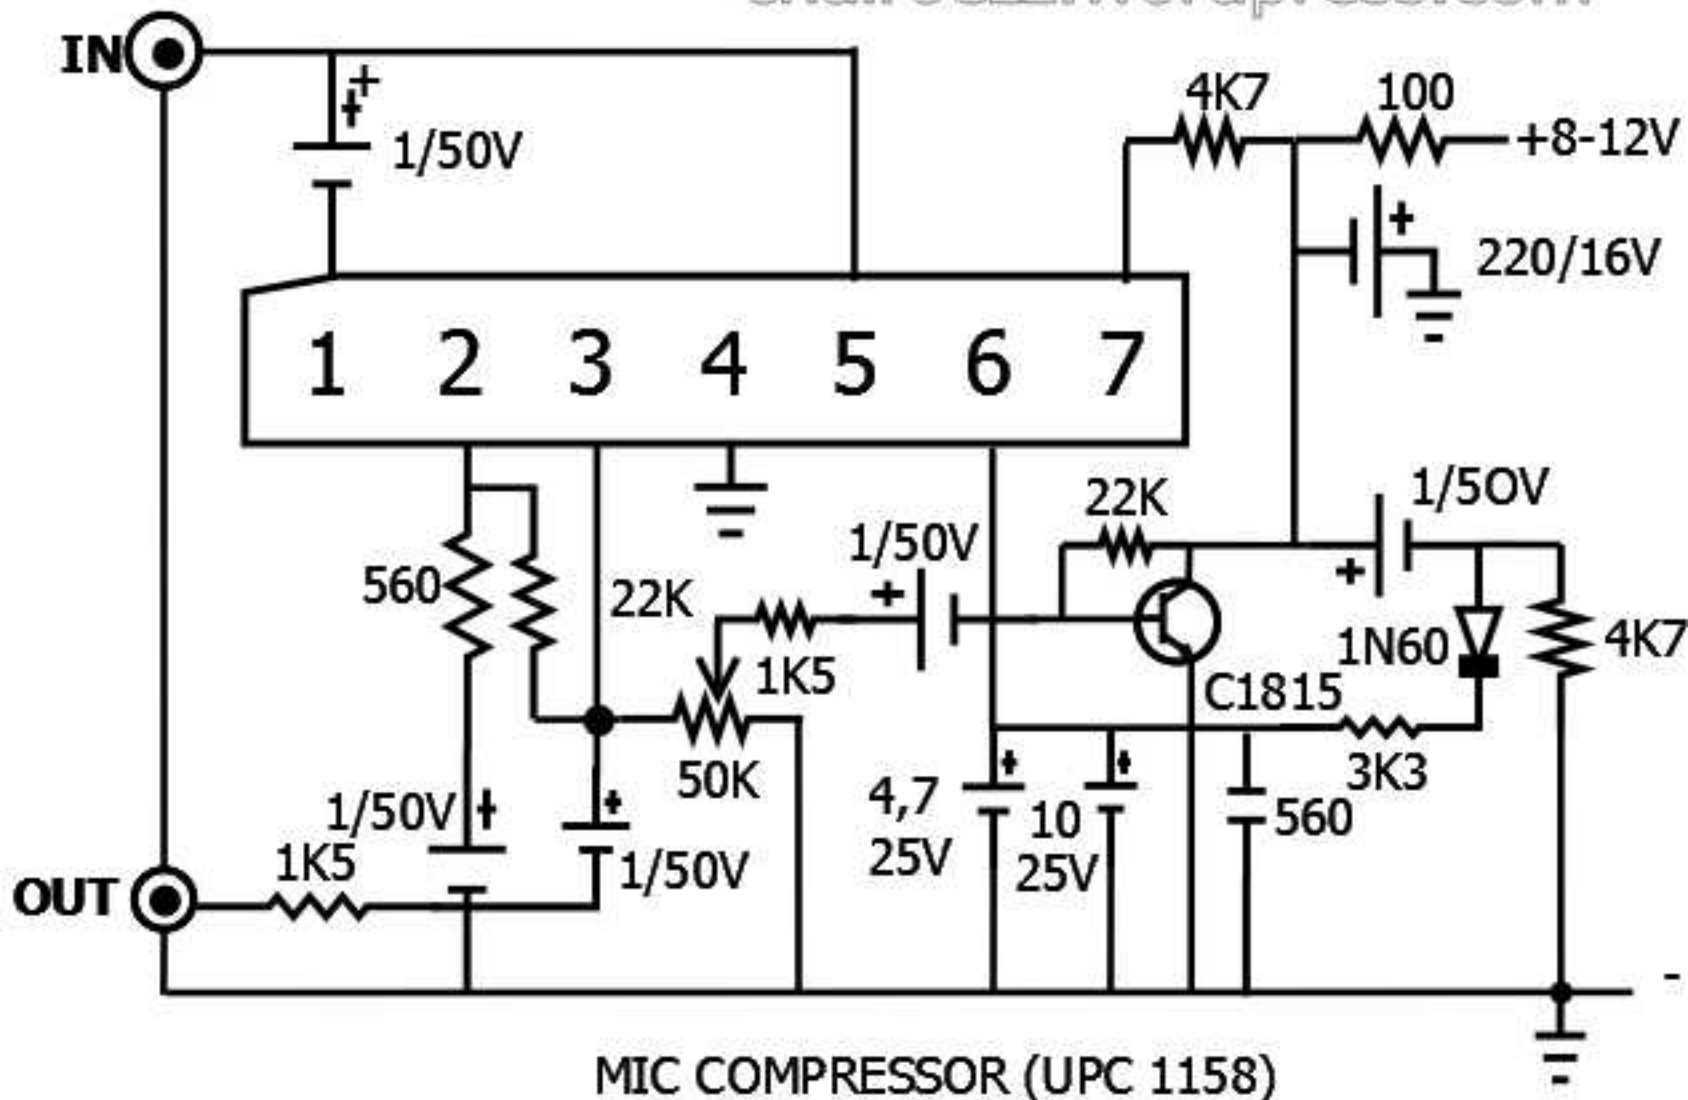 IN
+
+
1/50V
4K7
100
+8-12V
+
220/16V
1 2 3 4 5 6 7
560
22K
1/50V
+
1K5
50K
22K
1/5OV
+
1N60
4K7
C1815
3K3
1/50V
+
+
1/50V
1K5
OUT
4,7
25V
+
10
25V
+
560
-
MIC COMPRESSOR (UPC 1158)